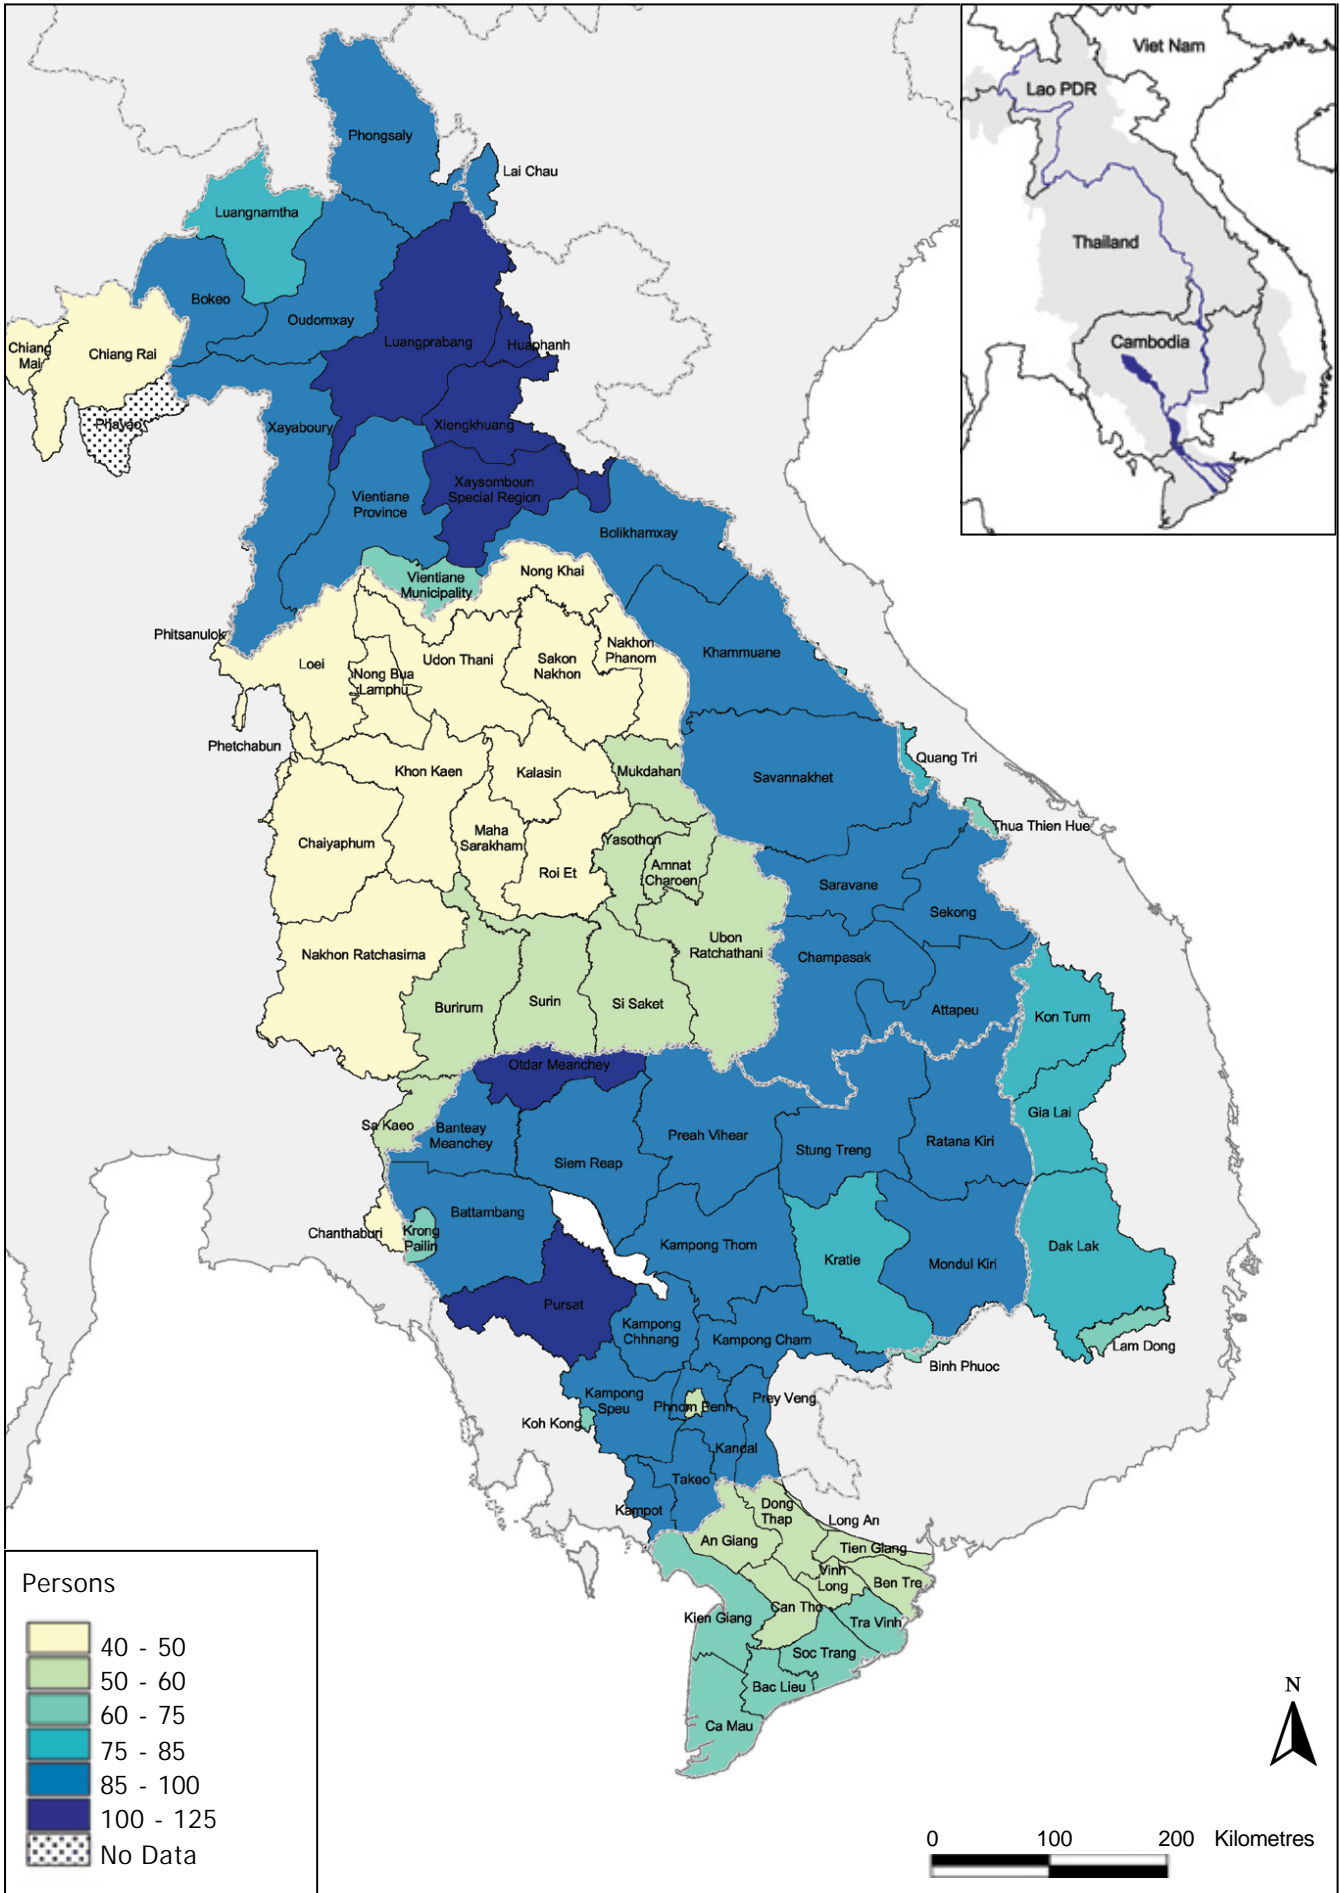 Viet Nam
Lao PDR
Thailand
Cambodia
Phongsaly
Lai Chau
Luangnamtha
Bokeo
Oudomxay
Luangprabang
Huaphanh
Chiang
Mai
Chiang Rai
Phayao
Xayaboury
Xiengkhuang
Vientiane
Province
Xaysomboun
Special Region
Bolikhamxay
Vientiane
Municipality
Nong Khai
Phitsanulok
Loei
Nong Bua
Lamphu
Udon Thani
Sakon
Nakhon
Nakhon
Phanom
Khammuane
Phetchabun
Khon Kaen
Kalasin
Mukdahan
Savannakhet
Quang Tri
Thua Thien Hue
Chaiyaphum
Maha
Sarakham
Roi Et
Yasothon
Amnat
Charoen
Saravane
Sekong
Nakhon Ratchasima
Ubon
Ratchathani
Champasak
Burirum
Surin
Si Saket
Attapeu
Kon Tum
Otdar Meanchey
Sa Kaeo
Banteay
Meanchey
Siem Reap
Preah Vihear
Stung Treng
Ratana Kiri
Gia Lai
Chanthaburi
Krong
Pailin
Battambang
Kampong Thom
Kratie
Mondul Kiri
Dak Lak
Pursat
Kampong
Chhnang
Kampong Cham
Binh Phuoc
Lam Dong
Kampong
Speu
Phnom Penh
Prey Veng
Koh Kong
Kandal
Takeo
Kampot
Dong
Thap
Long An
An Giang
Tien Giang
Vinh
Long
Ben Tre
Can Tho
Kien Giang
Tra Vinh
Soc Trang
Bac Lieu
Ca Mau
Persons
40 - 50
50 - 60
60 - 75
75 - 85
85 - 100
100 - 125
No Data
N
0 100 200 Kilometres